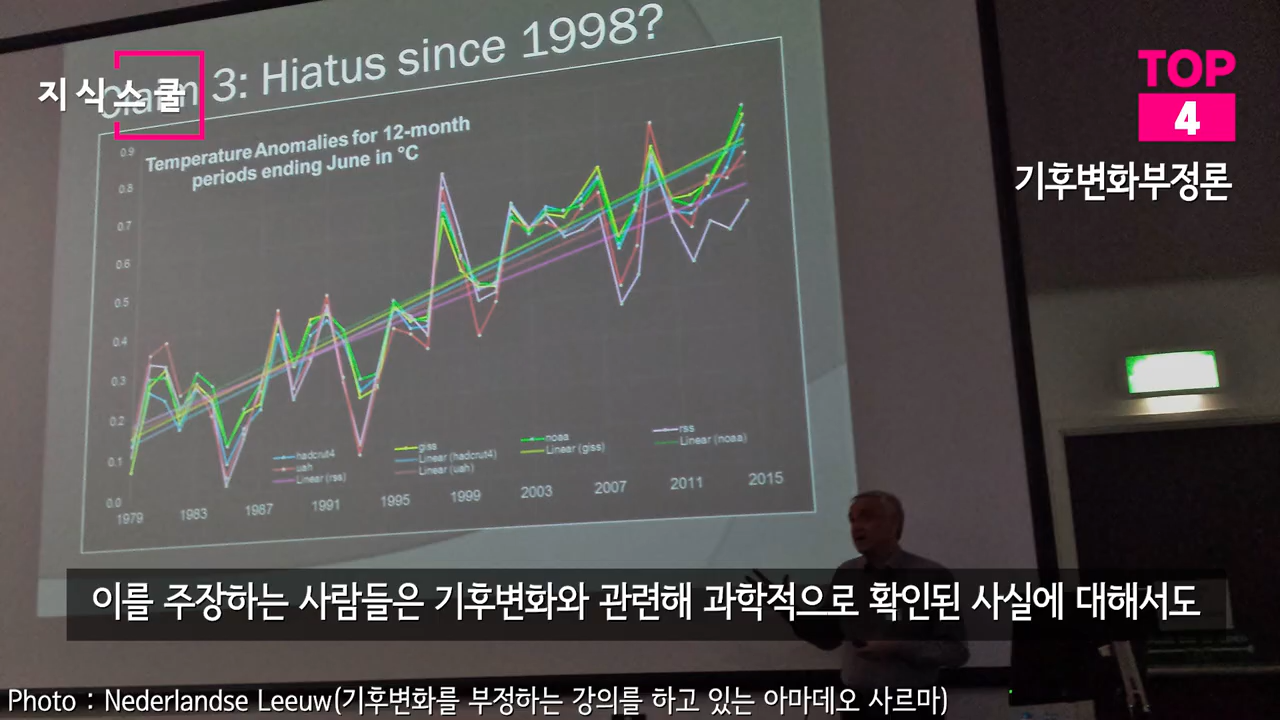 Claim 3: Hiatus since 1998?
지식스쿨
TOP
4
기후변화부정론
Temperature Anomalies for 12-month
periods ending June in °C
0.9
0.8
0.7
0.6
0.5
0.4
0.3
0.2
0.1
0.0
hadcrut4
giss
noaa
rss
uah
Linear (hadcrut4)
Linear (giss)
Linear (noaa)
Linear (rss)
Linear (uah)
1979 1983 1987 1991 1995 1999 2003 2007 2011 2015
이를 주장하는 사람들은 기후변화와 관련해 과학적으로 확인된 사실에 대해서도
Photo : Nederlandse Leeuw(기후변화를 부정하는 강의를 하고 있는 아마데오 사르마)